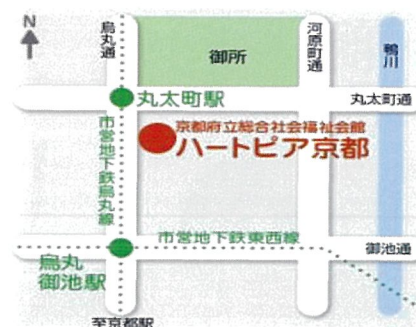 N
烏丸通
御所
河原町通
鴨川
丸太町駅
丸太町通
京都府立総合社会福祉会館
ハートピア京都
市営地下鉄烏丸線
市営地下鉄東西線
御池通
烏丸
御池駅
至京都駅